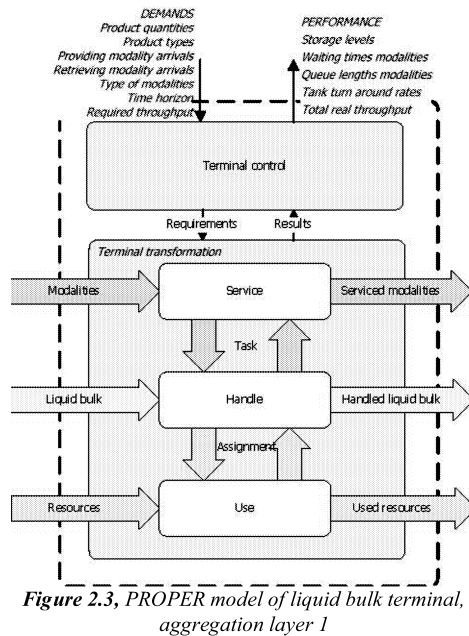 DEMANDS
Product quantities
Product types
Providing modality arrivals
Retrieving modality arrivals
Type of modalities
Time horizon
Required throughput
PERFORMANCE
Storage levels
Waiting times modalities
Queue lengths modalities
Tank turn around rates
Total real throughput
Terminal control
Requirements
Results
Terminal transformation
Modalities
Service
Serviced modalities
Task
Liquid bulk
Handle
Handled liquid bulk
Assignment
Resources
Use
Used resources
Figure 2.3, PROPER model of liquid bulk terminal,
aggregation layer 1